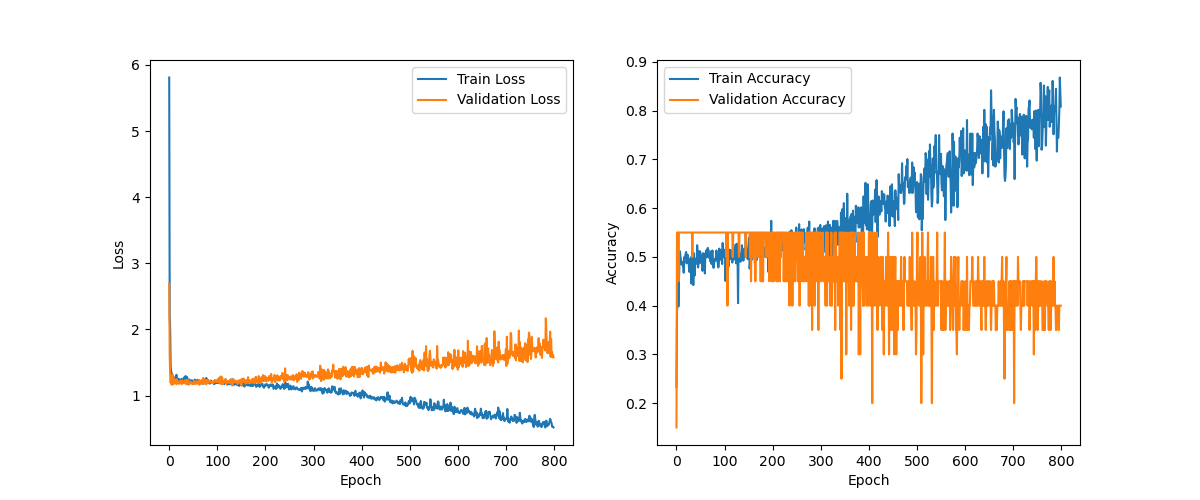 6
5
4
3
2
1
0 100 200 300 400 500 600 700 800
Loss
Epoch
Train Loss
Validation Loss
0.9
0.8
0.7
0.6
0.5
0.4
0.3
0.2
0 100 200 300 400 500 600 700 800
Accuracy
Epoch
Train Accuracy
Validation Accuracy